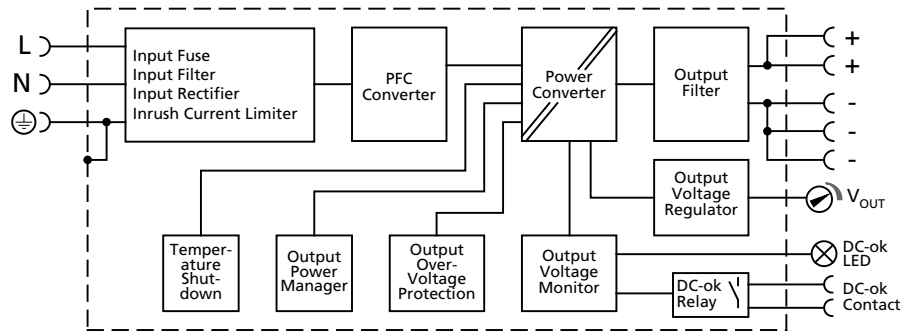 L
N
Input Fuse
Input Filter
Input Rectifier
Inrush Current Limiter
PFC
Converter
Power
Converter
Output
Filter
+
+
-
-
-
Output
Voltage
Regulator
VOUT
Temper-
ature
Shut-
down
Output
Power
Manager
Output
Over-
Voltage
Protection
Output
Voltage
Monitor
DC-ok
LED
DC-ok
Relay
DC-ok
Contact